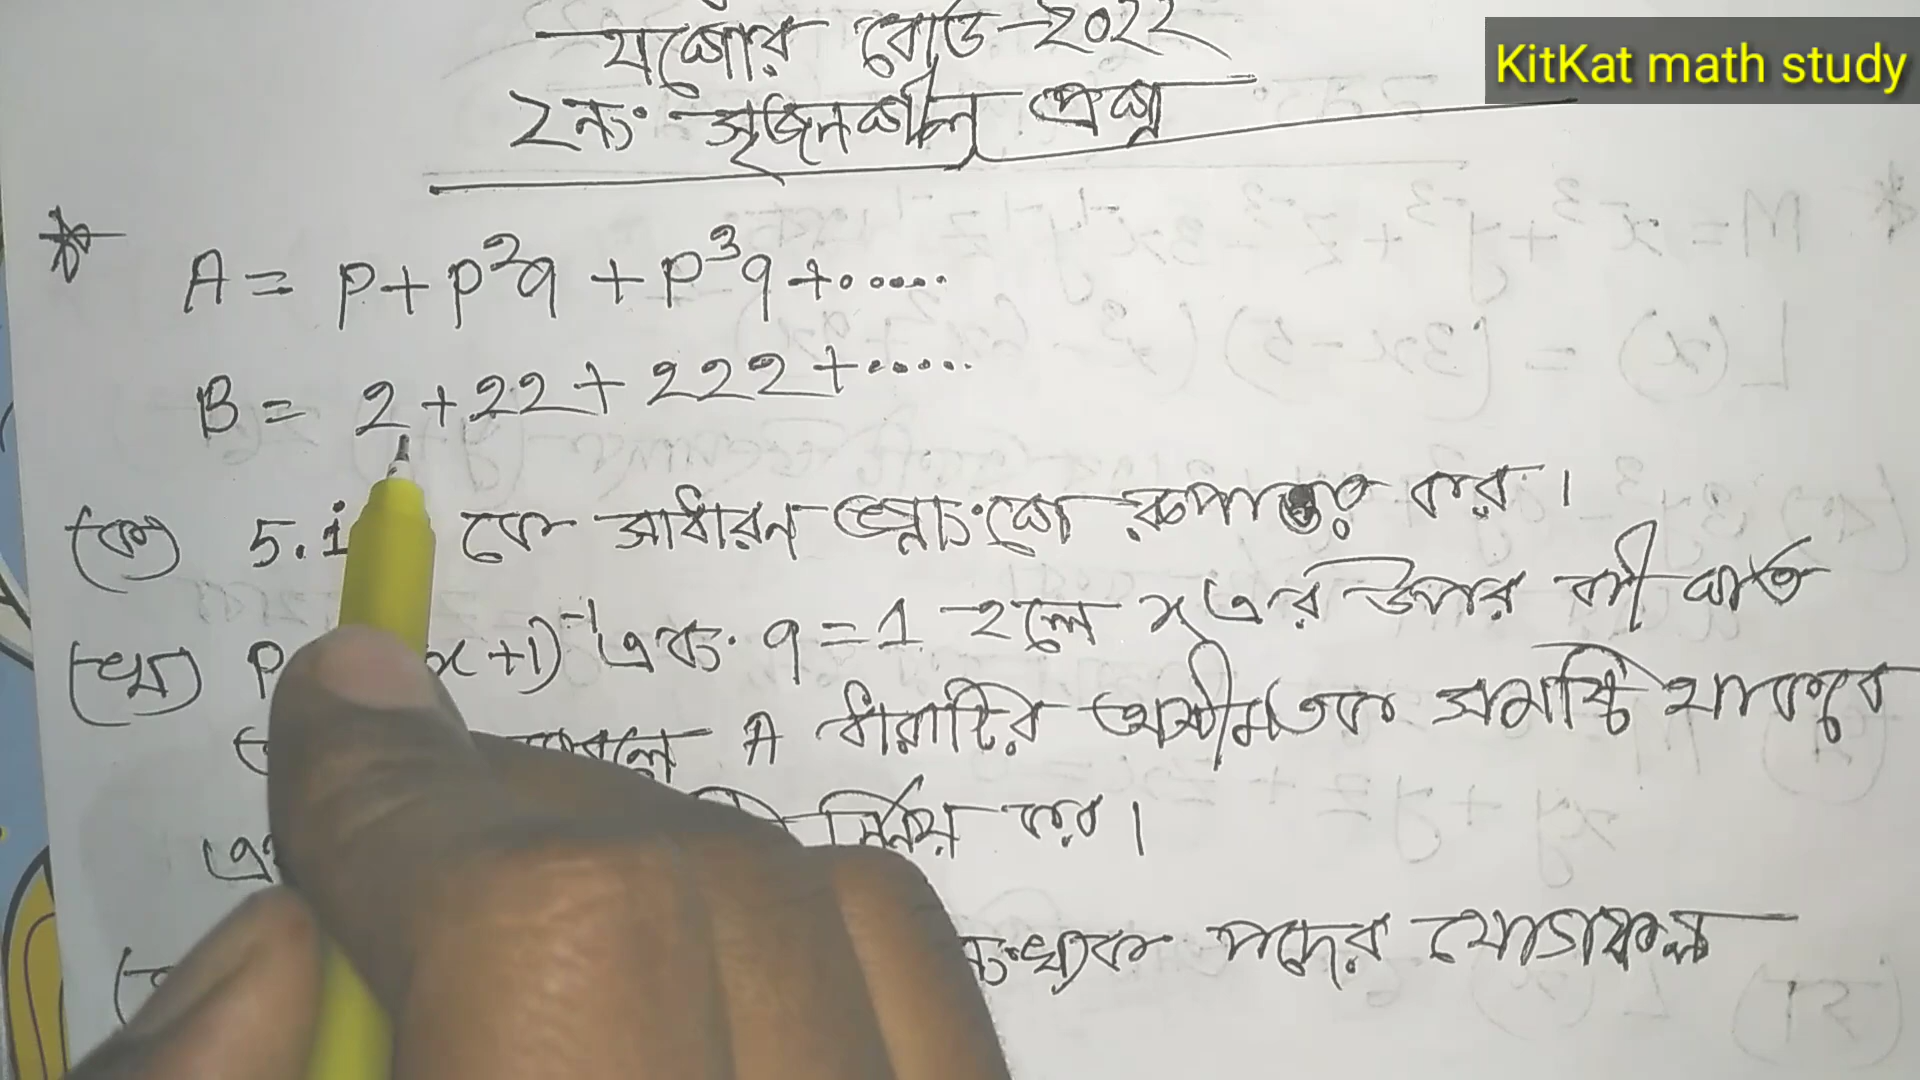 যশোর বোর্ড-২০২২
KitKat math study
২নং সৃজনশীল প্রশ্ন
* A = p + p²q + p³q + .....
B = 2 + 22 + 222 + .....
(ক) 5.i কে সাধারন ভগ্নাংশে রূপান্তর কর।
(খ) P x+1)⁻¹ এবং q = 1 হলে x এর উপর কী শর্ত
A ধারাটির অসীমতক সমষ্টি থাকবে
নির্ণয় কর।
পদের যোগফল